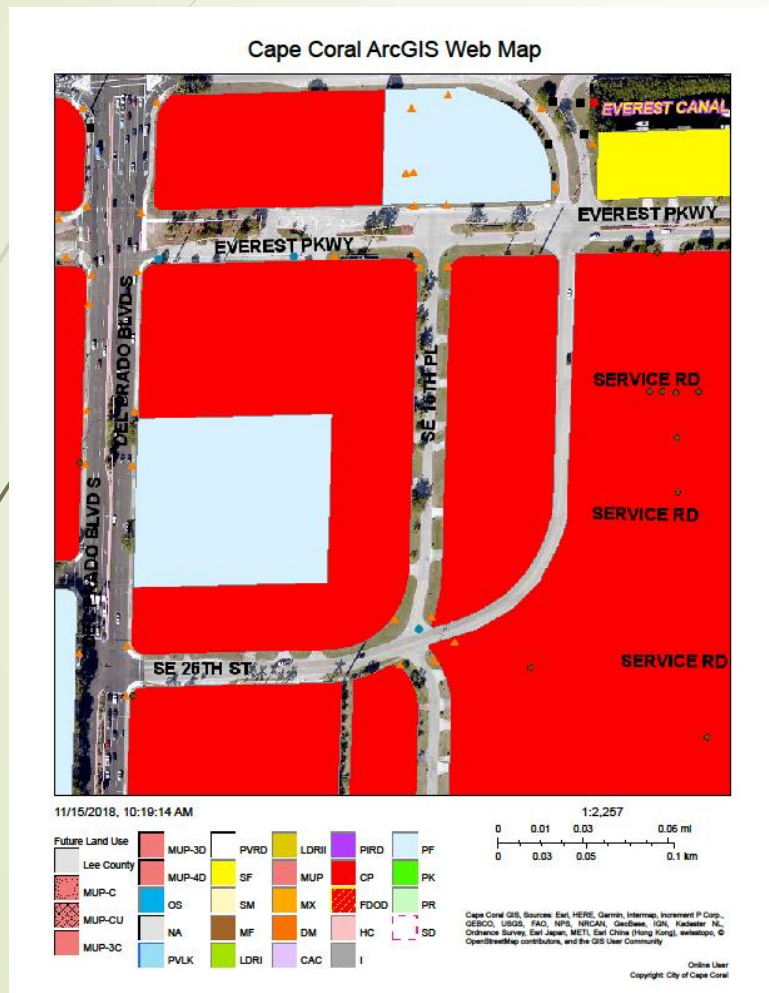 Cape Coral ArcGIS Web Map
EVEREST CANAL
EVEREST PKWY
EVEREST PKWY
DEL PRADO BLVD S
SE 16TH PL
SERVICE RD
DEL PRADO BLVD S
SERVICE RD
SE 26TH ST
SERVICE RD
11/15/2018, 10:19:14 AM
1:2,257
0 0.01 0.03 0.06 mi
0 0.03 0.05 0.1 km
Future Land Use
Lee County
MUP-C
MUP-CU
MUP-3C
MUP-3D
MUP-4D
OS
NA
PVLK
PVRD
SF
SM
MF
LDRI
LDRII
MUP
MX
DM
CAC
PIRD
CP
FDOD
HC
I
PF
PK
PR
SD
Cape Coral GIS, Sources: Esri, HERE, Garmin, Intermap, increment P Corp.,
GEBCO, USGS, FAO, NPS, NRCAN, GeoBase, IGN, Kadaster NL,
Ordnance Survey, Esri Japan, METI, Esri China (Hong Kong), swisstopo, ©
OpenStreetMap contributors, and the GIS User Community
Online User
Copyright: City of Cape Coral